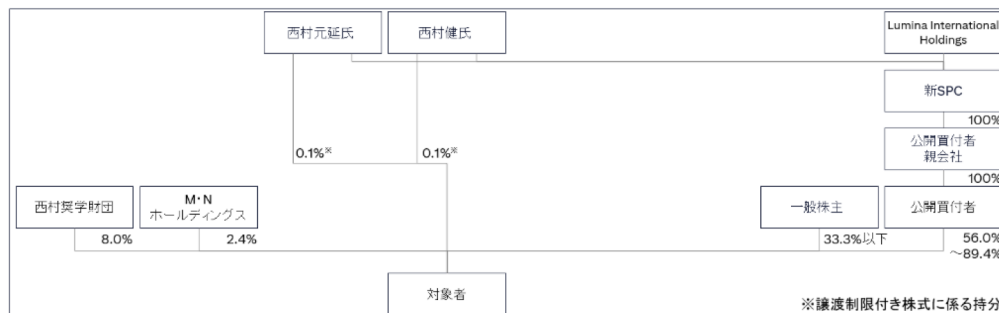 西村元延氏
西村健氏
Lumina International
Holdings
新SPC
100%
公開買付者
親会社
100%
0.1%※
0.1%※
西村奨学財団
M・N
ホールディングス
一般株主
公開買付者
8.0%
2.4%
33.3%以下
56.0%
～89.4%
対象者
※譲渡制限付き株式に係る持分